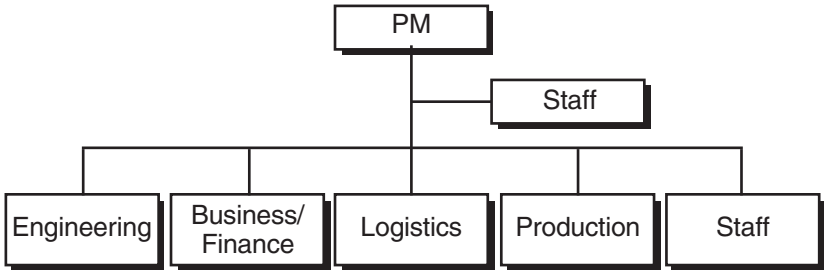 PM
Staff
Engineering
Business/
Finance
Logistics
Production
Staff